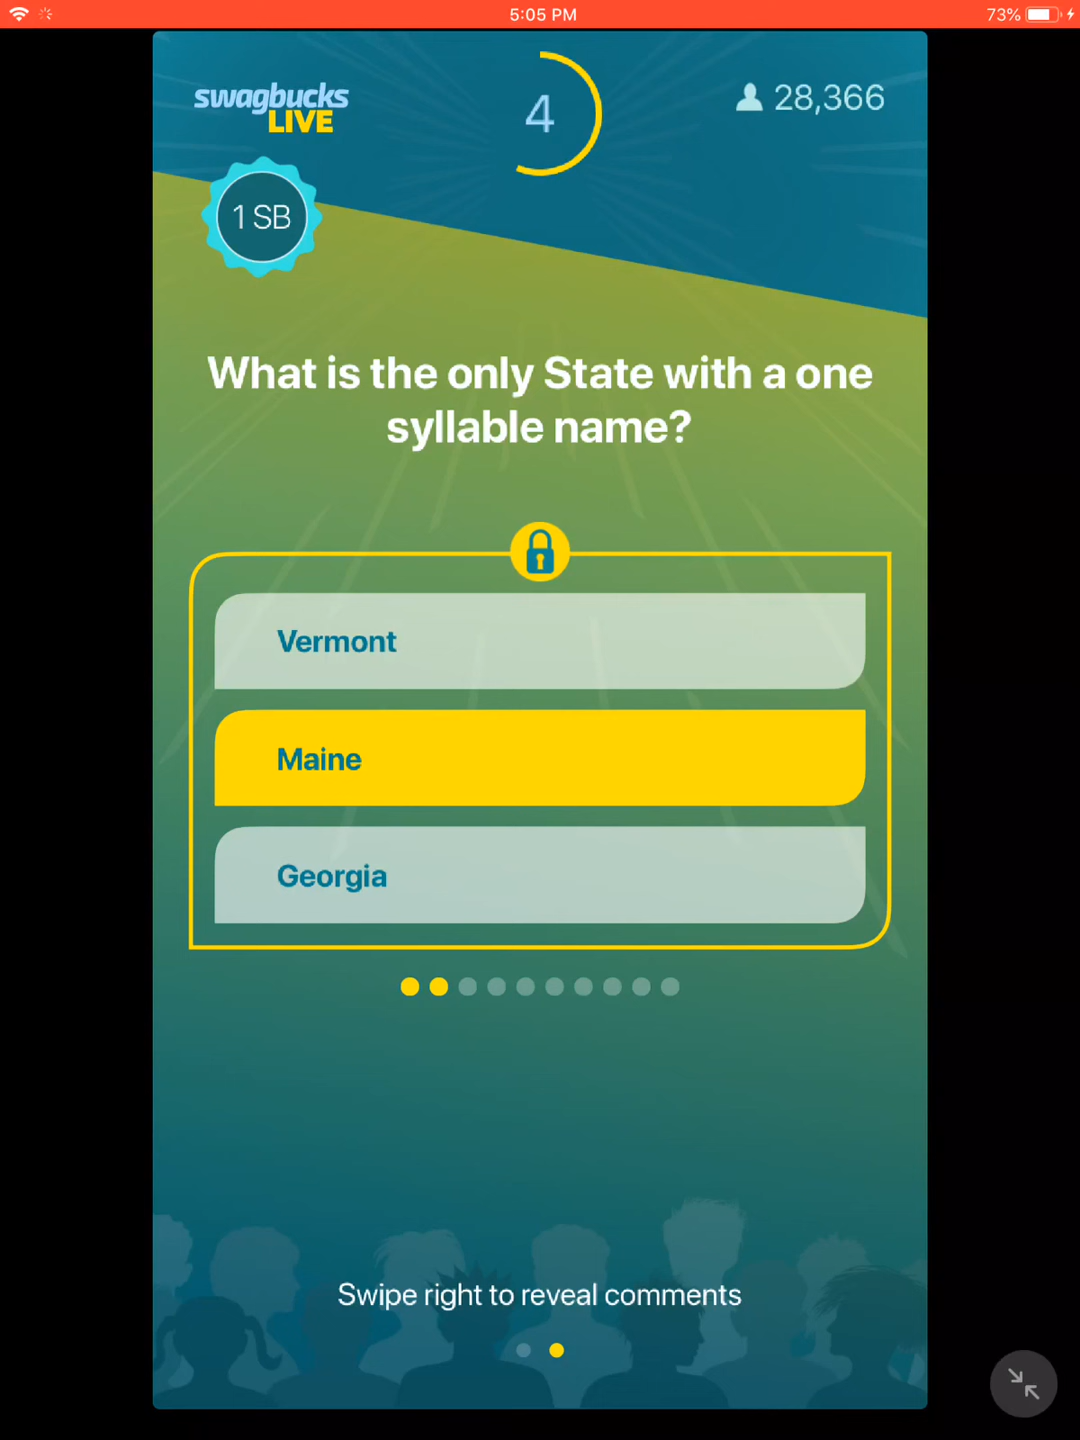 5:05 PM
73%
swagbucks
LIVE
4
28,366
1 SB
What is the only State with a one
syllable name?
Vermont
Maine
Georgia
Swipe right to reveal comments